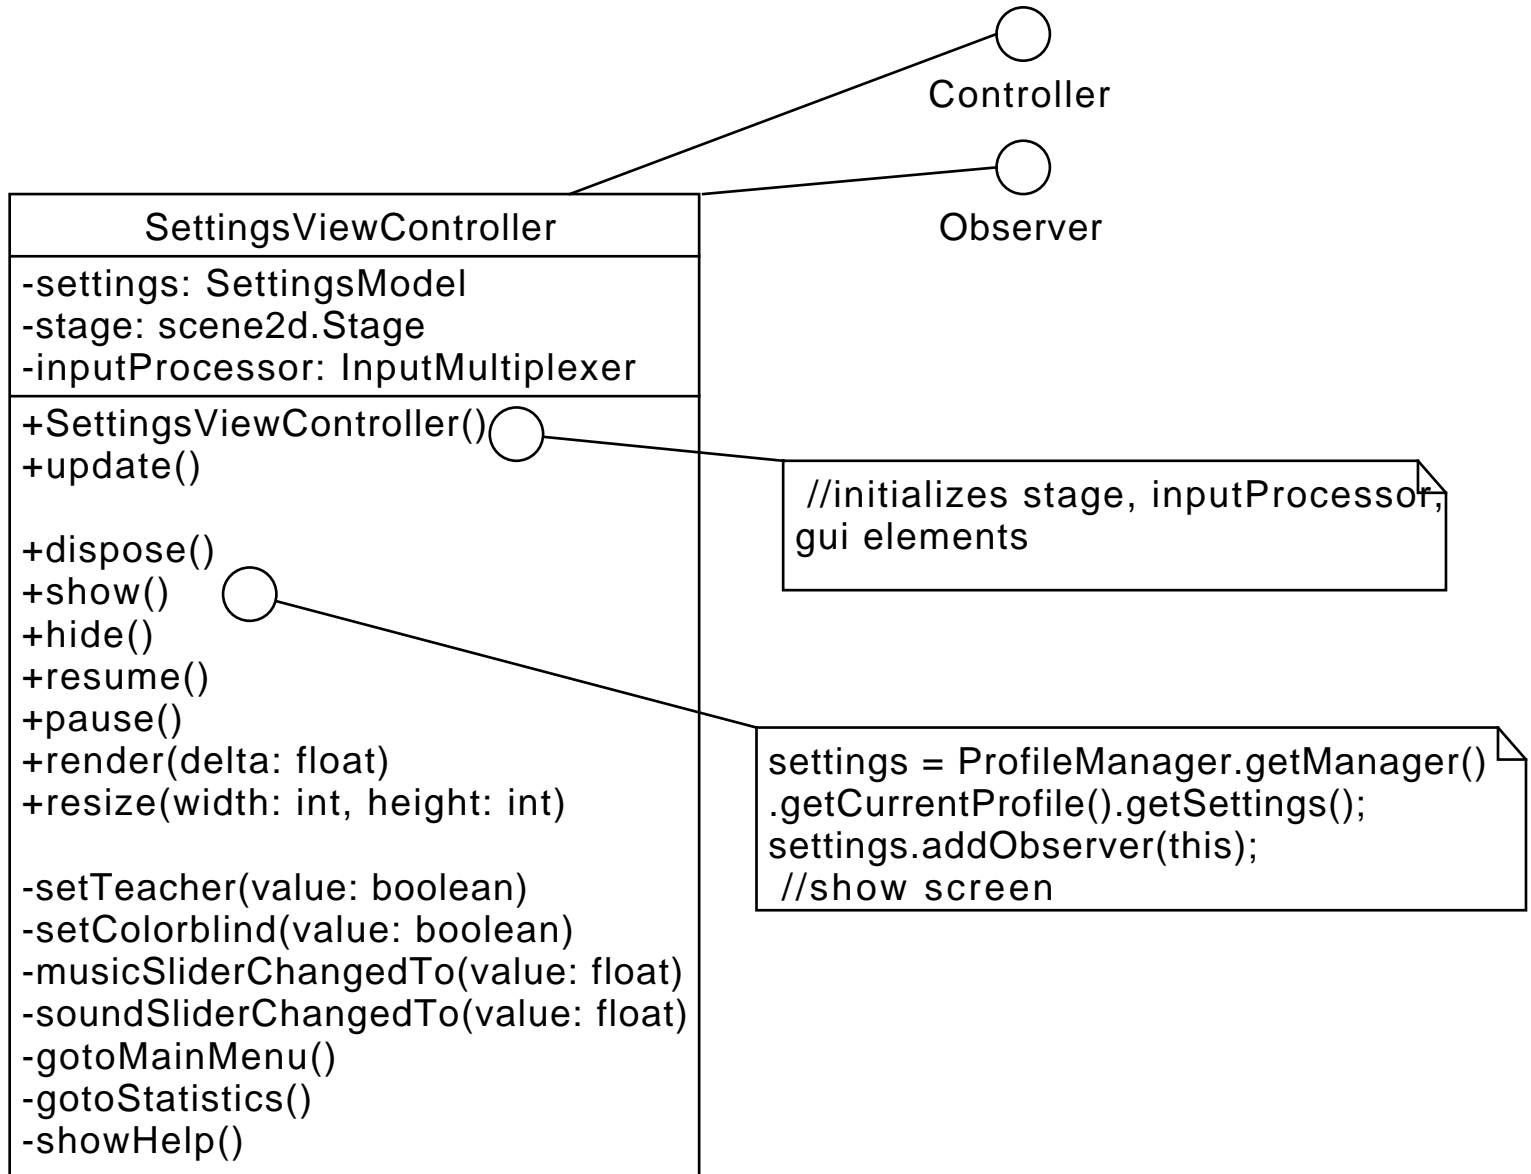 Controller
Observer
SettingsViewController
-settings: SettingsModel
-stage: scene2d.Stage
-inputProcessor: InputMultiplexer
+SettingsViewController()
+update()
+dispose()
+show()
+hide()
+resume()
+pause()
+render(delta: float)
+resize(width: int, height: int)
-setTeacher(value: boolean)
-setColorblind(value: boolean)
-musicSliderChangedTo(value: float)
-soundSliderChangedTo(value: float)
-gotoMainMenu()
-gotoStatistics()
-showHelp()
//initializes stage, inputProcessor,
gui elements
settings = ProfileManager.getManager()
.getCurrentProfile().getSettings();
settings.addObserver(this);
//show screen